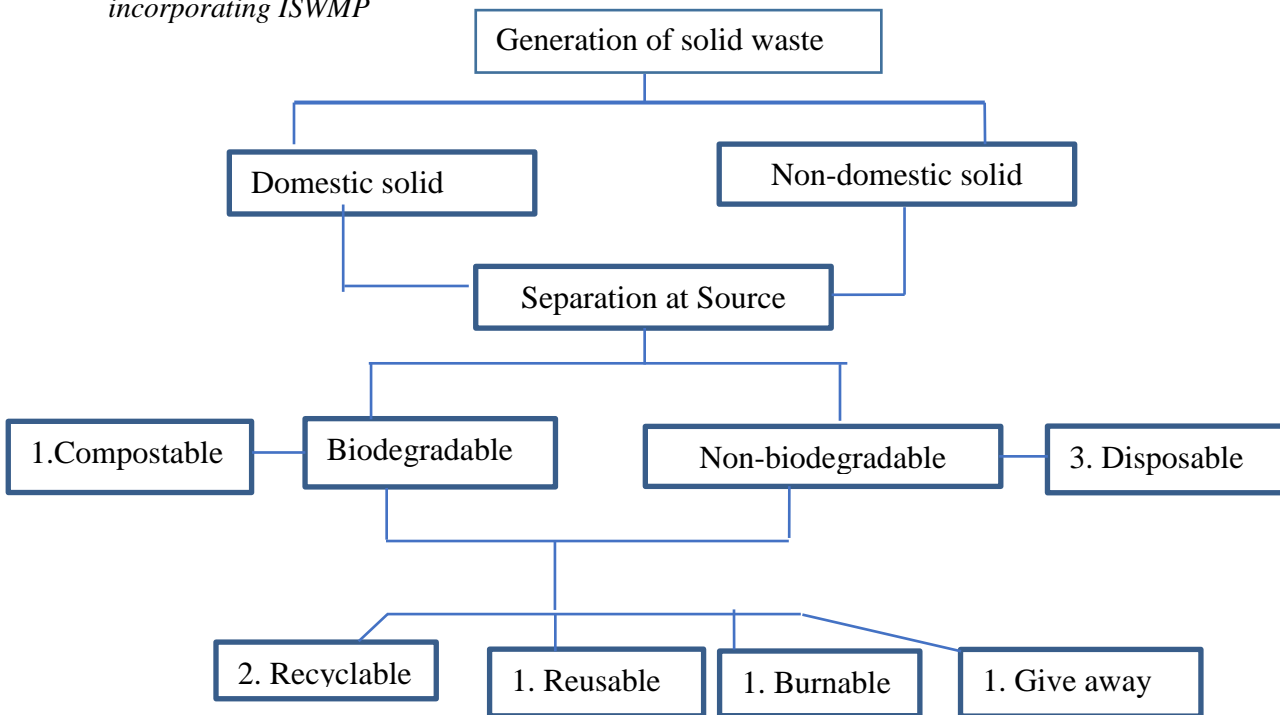 incorporating ISWMP
Generation of solid waste
Domestic solid
Non-domestic solid
Separation at Source
1.Compostable
Biodegradable
Non-biodegradable
3. Disposable
2. Recyclable
1. Reusable
1. Burnable
1. Give away